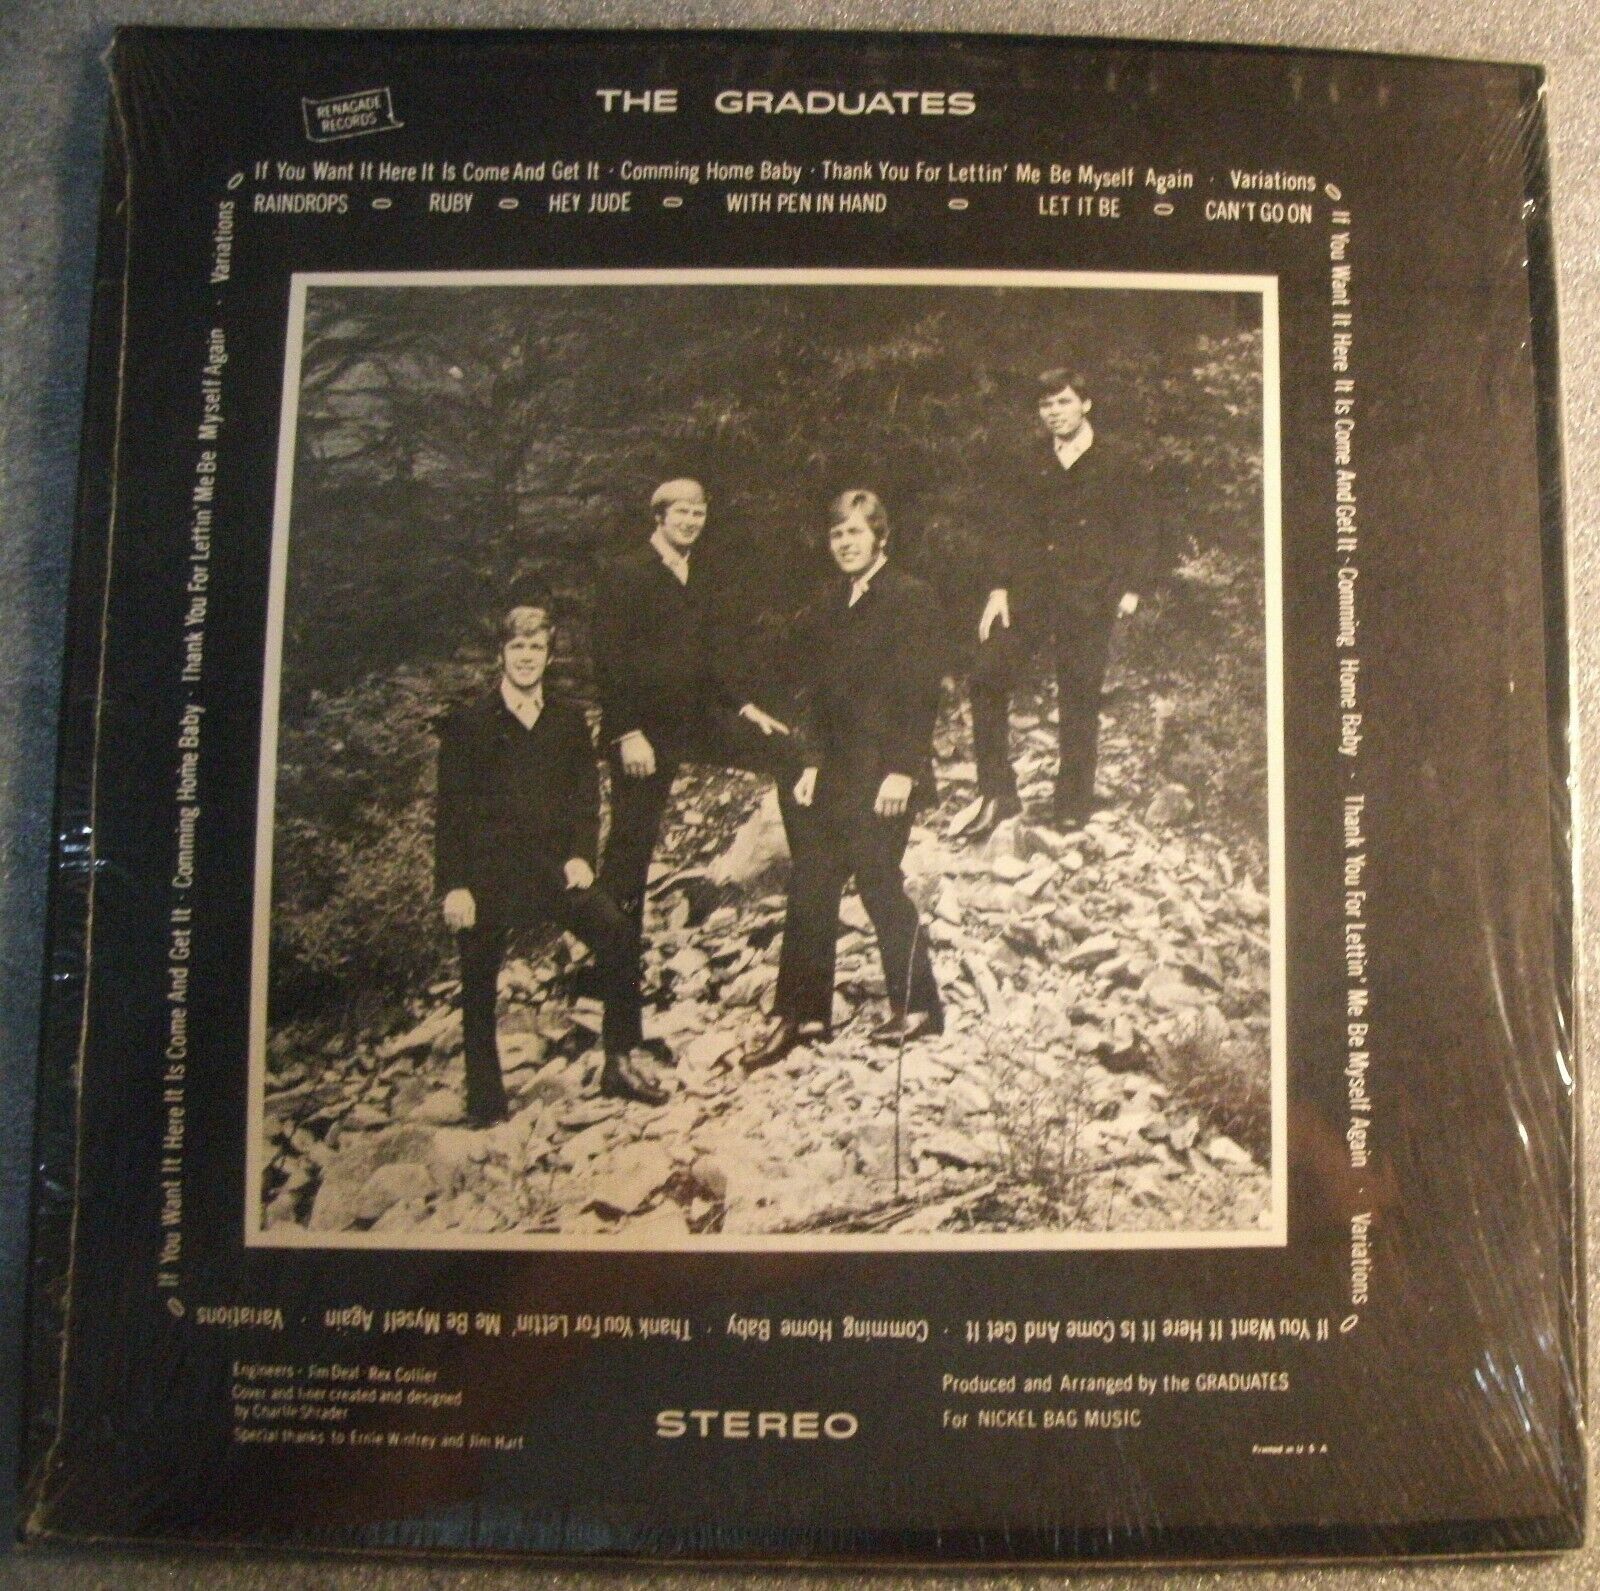 THE GRADUATES
RENAGADE
RECORDS
If You Want It Here It Is Come And Get It · Comming Home Baby · Thank You For Lettin' Me Be Myself Again · Variations
RAINDROPS RUBY HEY JUDE WITH PEN IN HAND LET IT BE CAN'T GO ON
If You Want It Here It Is Come And Get It · Comming Home Baby · Thank You For Lettin' Me Be Myself Again · Variations
If You Want It Here It Is Come And Get It · Comming Home Baby · Thank You For Lettin' Me Be Myself Again · Variations
If You Want It Here It Is Come And Get It · Comming Home Baby · Thank You For Lettin' Me Be Myself Again · Variations
Engineers · Jim Deal · Rex Collier
Cover and liner created and designed
by Charlie Shrader
Special thanks to Ernie Winfrey and Jim Hart
STEREO
Produced and Arranged by the GRADUATES
For NICKEL BAG MUSIC
Printed in U S A